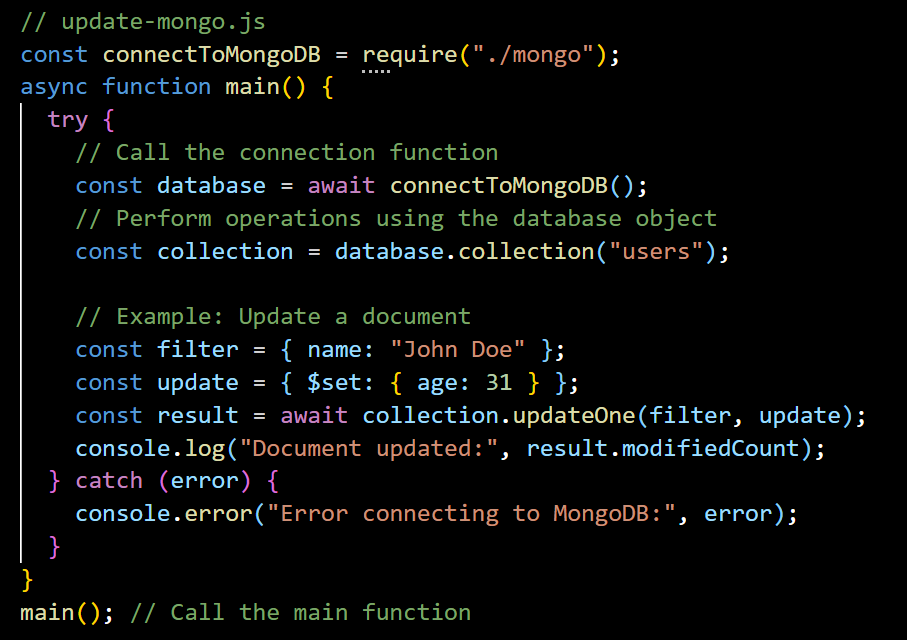 // update-mongo.js
const connectToMongoDB = require("./mongo");
async function main() {
  try {
    // Call the connection function
    const database = await connectToMongoDB();
    // Perform operations using the database object
    const collection = database.collection("users");

    // Example: Update a document
    const filter = { name: "John Doe" };
    const update = { $set: { age: 31 } };
    const result = await collection.updateOne(filter, update);
    console.log("Document updated:", result.modifiedCount);
  } catch (error) {
    console.error("Error connecting to MongoDB:", error);
  }
}
main(); // Call the main function